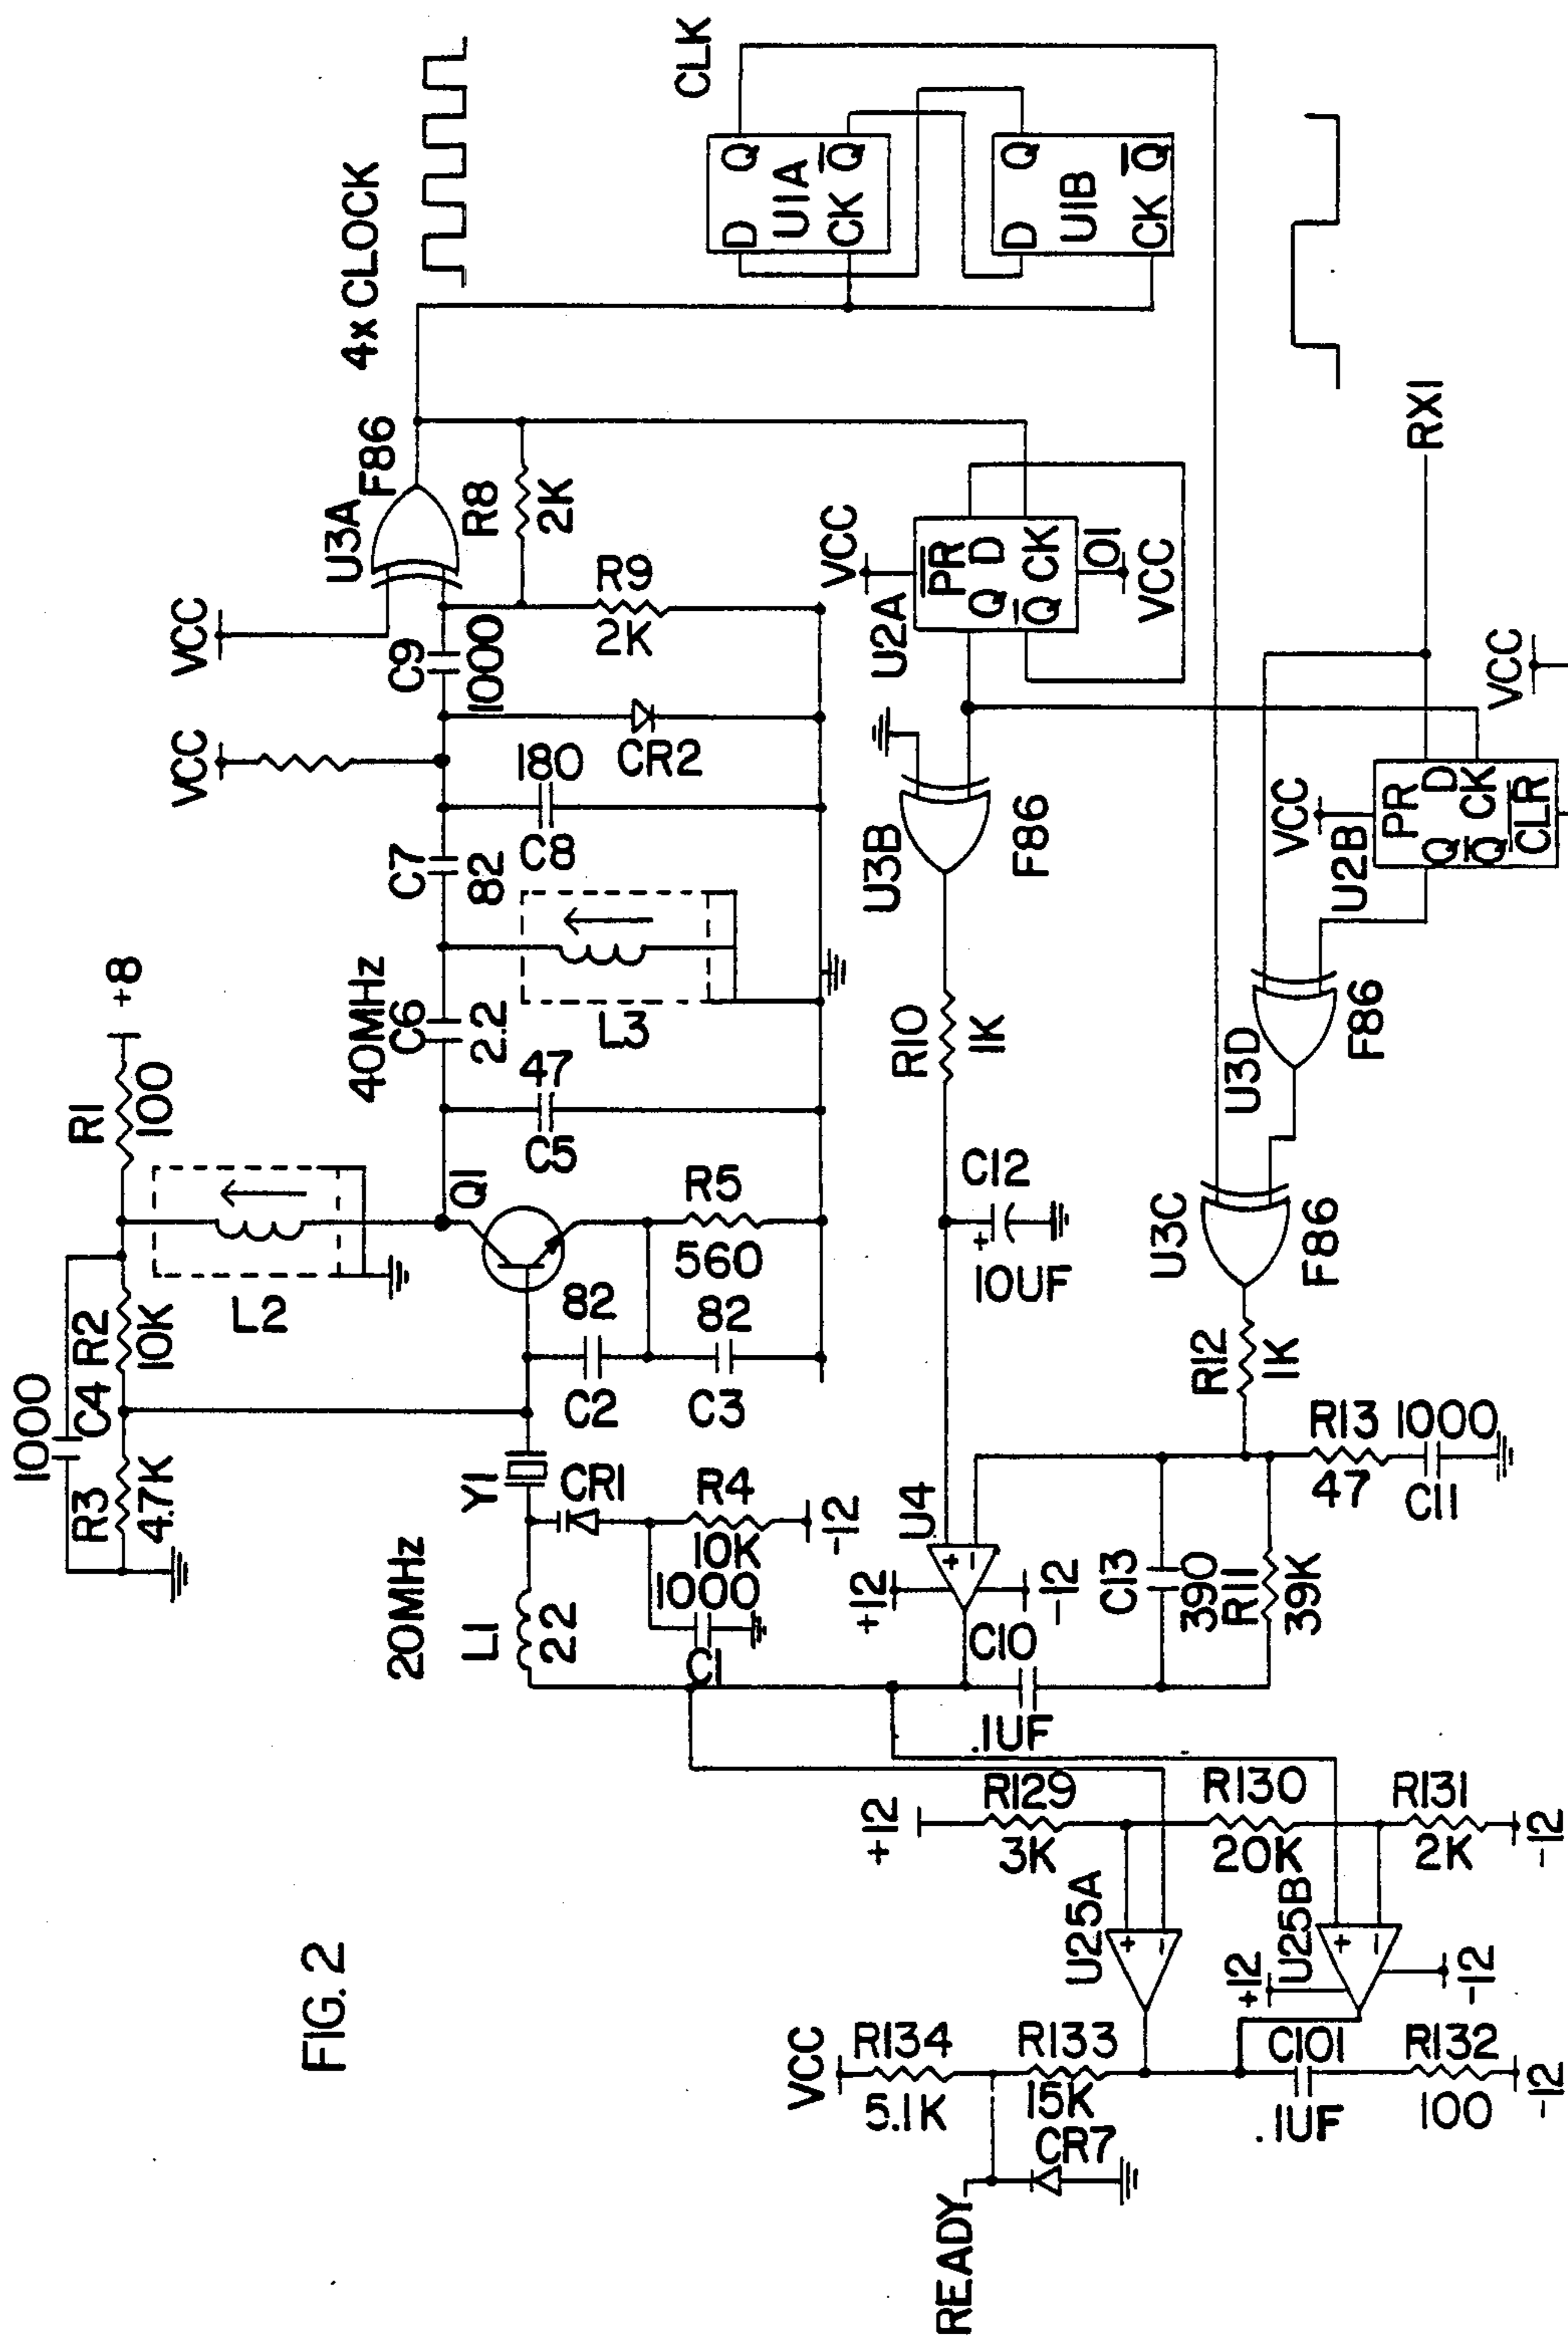 FIG. 2
+8
R1
100
1000
C4
R2
10K
R3
4.7K
L2
VCC
VCC
4x CLOCK
20MHz
40MHz
L1
22
Y1
CR1
C1
1000
R4
10K
-12
Q1
C2
82
C3
82
R5
560
C5
47
C6
2.2
L3
C7
82
C8
180
CR2
C9
1000
R9
2K
R8
2K
U3A
F86
CLK
D
Q
U1A
CK
Q
D
Q
U1B
CK
Q
VCC
U2A
PR
Q
D
Q
CK
101
VCC
U3B
F86
R10
1K
C12
+
10UF
U4
+
-
+12
-12
C10
.1UF
C13
390
R11
39K
R13
47
1000
C11
R12
1K
U3C
F86
U3D
F86
VCC
U2B
PR
Q
D
Q
CK
CLR
VCC
RX1
+12
R129
3K
R130
20K
R131
2K
-12
U25A
+
-
U25B
+
-
+12
-12
VCC
R134
5.1K
R133
15K
C101
.1UF
R132
100
-12
CR7
READY